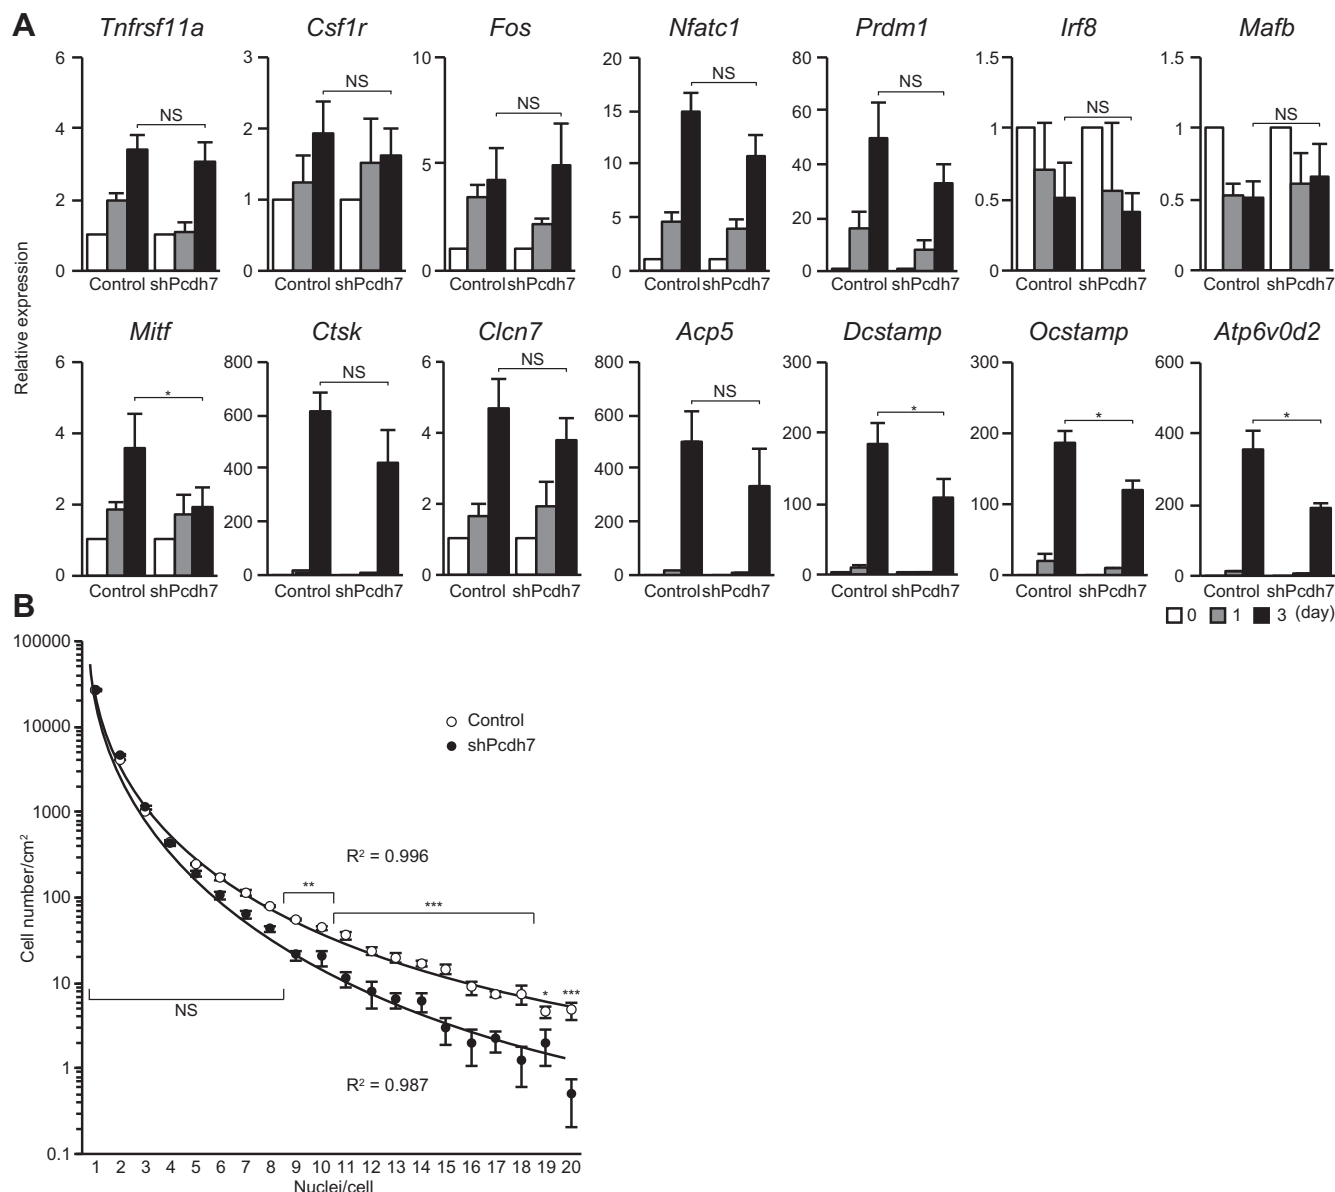 A
Tnfrsf11a Csf1r Fos Nfatc1 Prdm1 Irf8 Mafb
Relative expression
6 4 2 0 NS Control shPcdh7
3 2 1 0 NS Control shPcdh7
10 5 0 NS Control shPcdh7
20 15 10 5 0 NS Control shPcdh7
80 60 40 20 0 NS Control shPcdh7
1.5 1 0.5 0 NS Control shPcdh7
1.5 1 0.5 0 NS Control shPcdh7
Mitf Ctsk Clcn7 Acp5 Dcstamp Ocstamp Atp6v0d2
6 4 2 0 * Control shPcdh7
800 600 400 200 0 NS Control shPcdh7
6 4 2 0 NS Control shPcdh7
800 600 400 200 0 NS Control shPcdh7
300 200 100 0 * Control shPcdh7
300 200 100 0 * Control shPcdh7
600 400 200 0 * Control shPcdh7
0 1 3 (day)
B
Cell number/cm²
100000
10000
1000
100
10
1
0.1
Control
shPcdh7
R² = 0.996
**
***
* ***
NS
R² = 0.987
1 2 3 4 5 6 7 8 9 10 11 12 13 14 15 16 17 18 19 20
Nuclei/cell